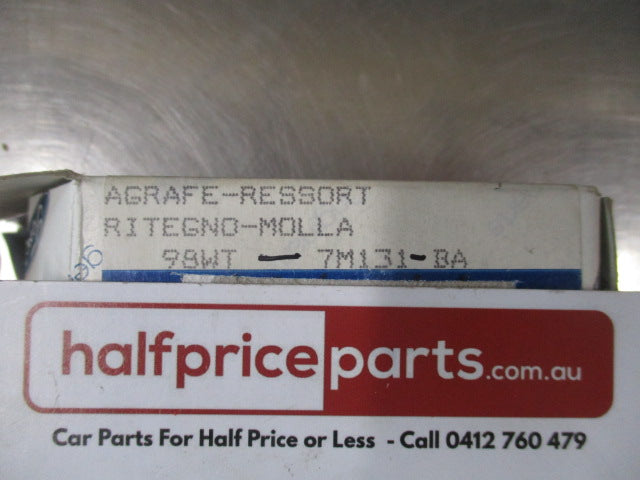 AGRAFE-RESSORT
RITEGNO-MOLLA
98WT — 7M131-BA
96
halfpriceparts.com.au
Car Parts For Half Price or Less - Call 0412 760 479